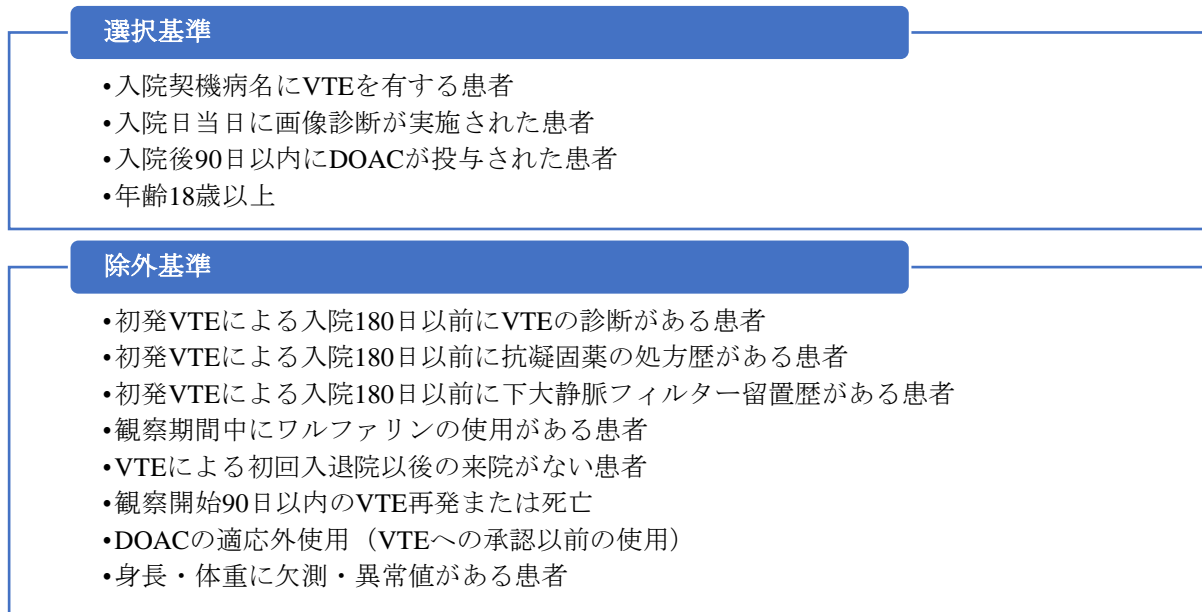 選択基準
•入院契機病名にVTEを有する患者
•入院日当日に画像診断が実施された患者
•入院後90日以内にDOACが投与された患者
•年齢18歳以上
除外基準
•初発VTEによる入院180日以前にVTEの診断がある患者
•初発VTEによる入院180日以前に抗凝固薬の処方歴がある患者
•初発VTEによる入院180日以前に下大静脈フィルター留置歴がある患者
•観察期間中にワルファリンの使用がある患者
•VTEによる初回入退院以後の来院がない患者
•観察開始90日以内のVTE再発または死亡
•DOACの適応外使用（VTEへの承認以前の使用）
•身長・体重に欠測・異常値がある患者